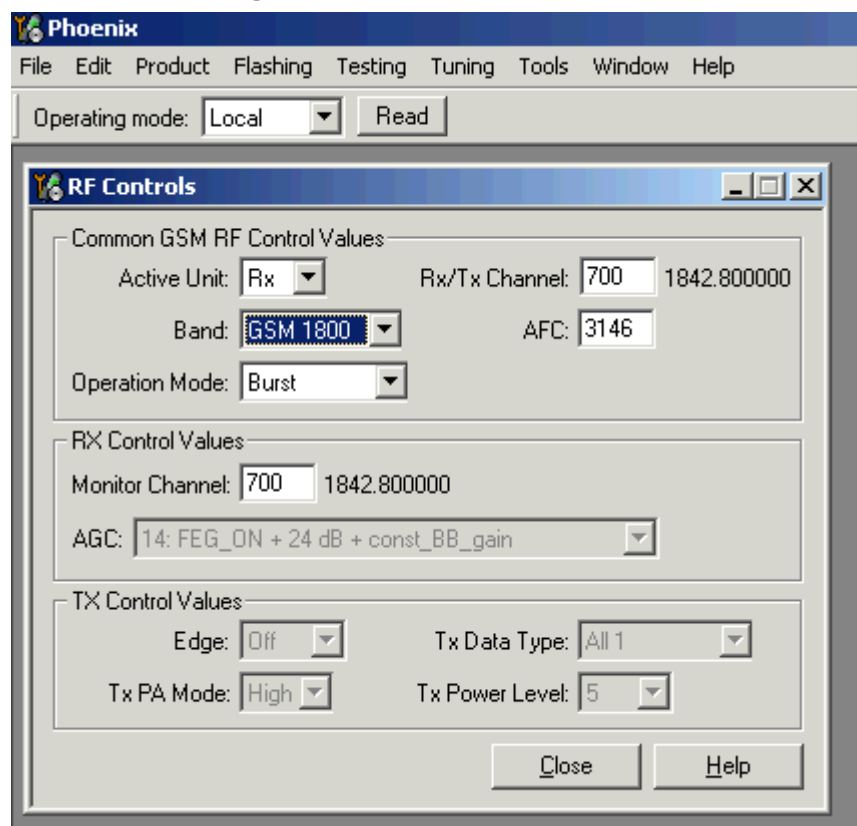 Phoenix
File Edit Product Flashing Testing Tuning Tools Window Help
Operating mode: Local Read
RF Controls
Common GSM RF Control Values
Active Unit: Rx Rx/Tx Channel: 700 1842.800000
Band: GSM 1800 AFC: 3146
Operation Mode: Burst
RX Control Values
Monitor Channel: 700 1842.800000
AGC: 14: FEG_ON + 24 dB + const_BB_gain
TX Control Values
Edge: Off Tx Data Type: All 1
Tx PA Mode: High Tx Power Level: 5
Close Help